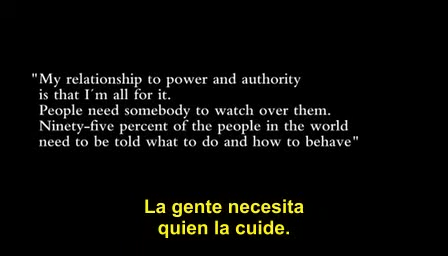 "My relationship to power and authority
is that I´m all for it.
People need somebody to watch over them.
Ninety-five percent of the people in the world
need to be told what to do and how to behave"
La gente necesita
quien la cuide.